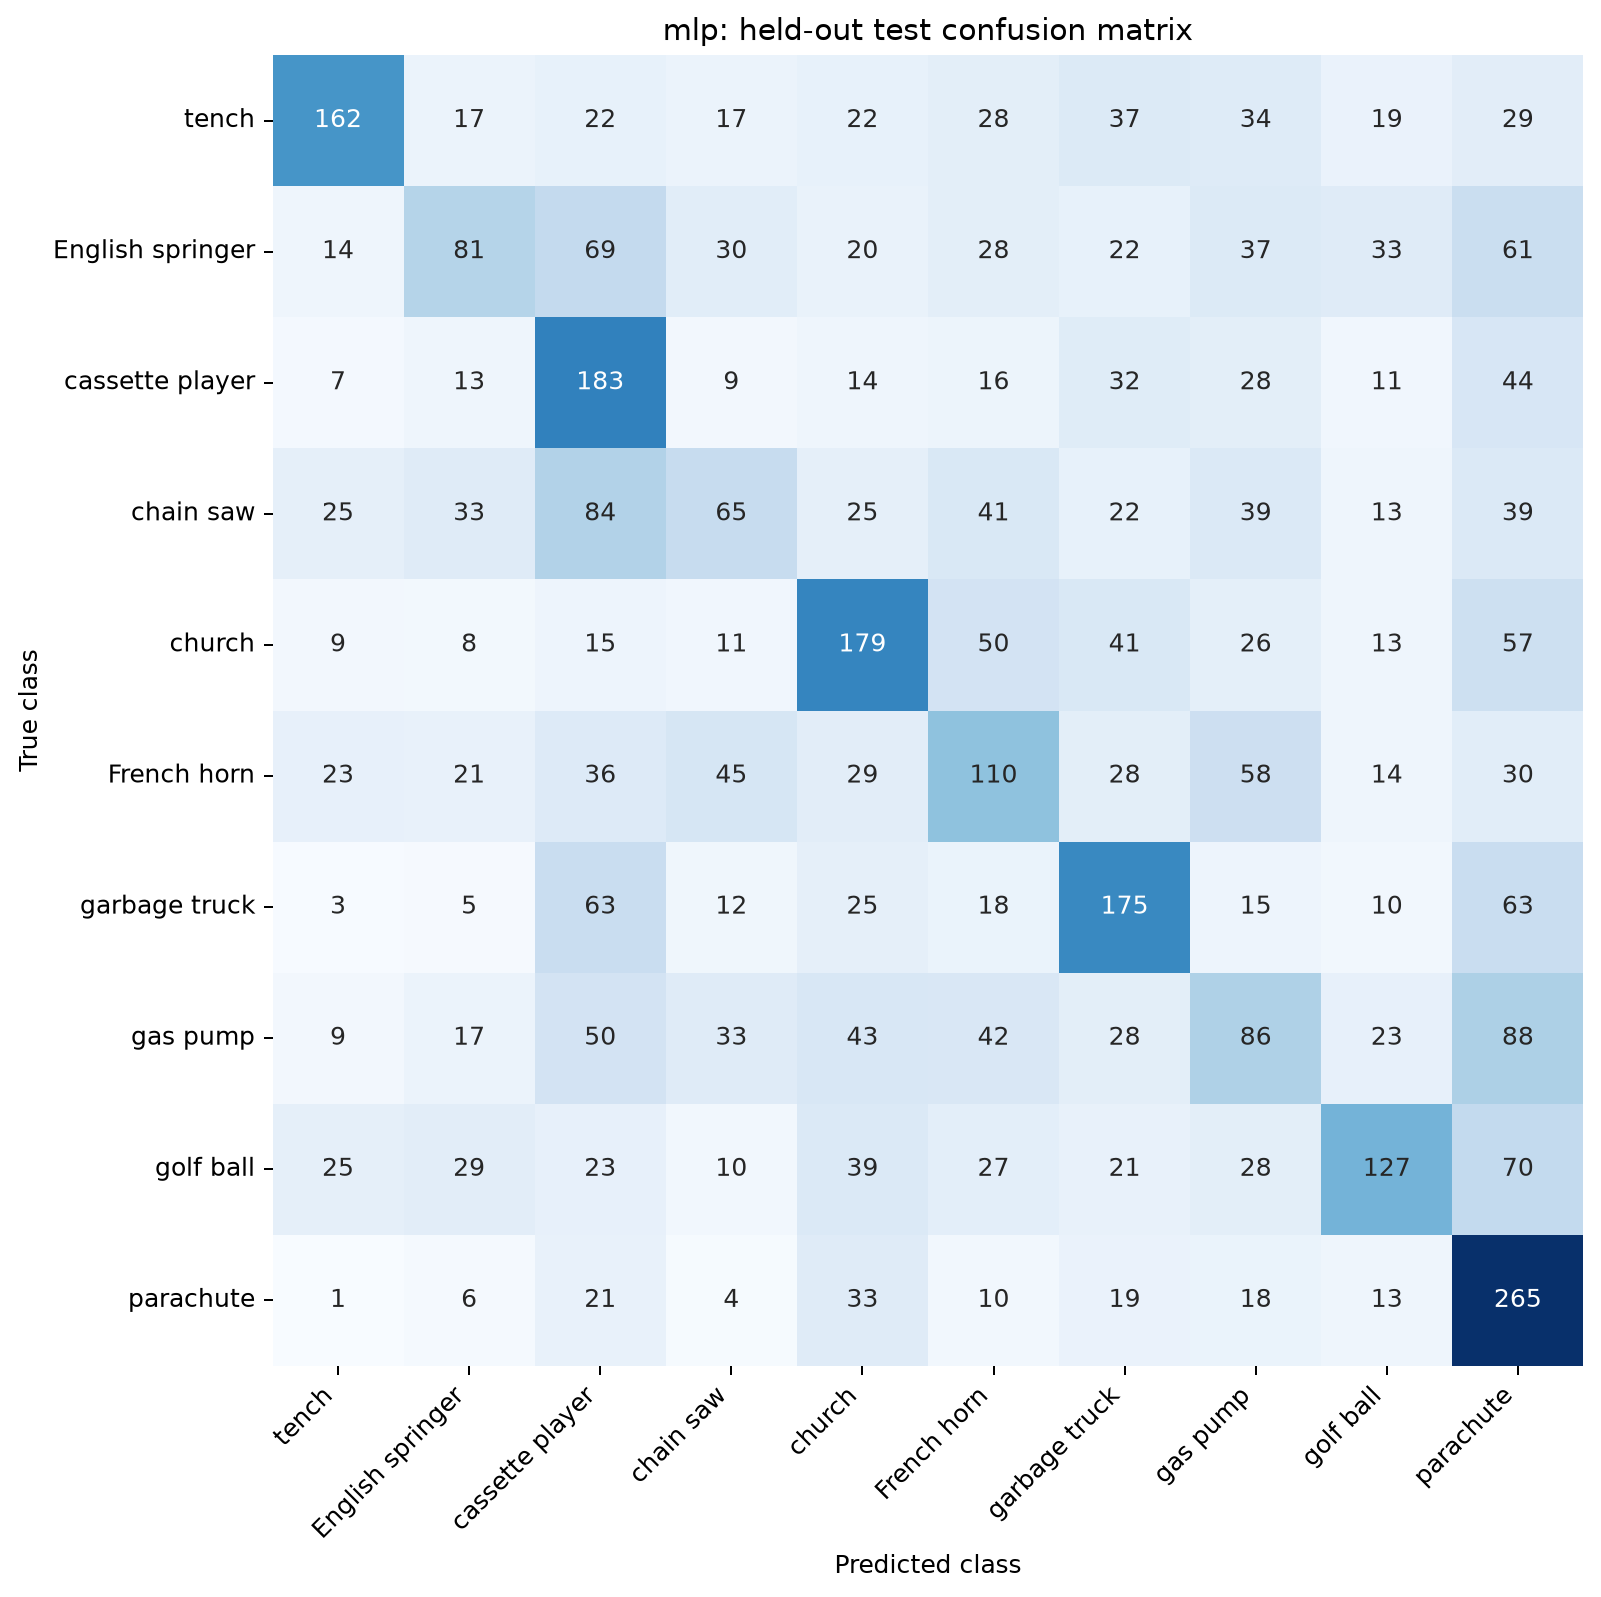 mlp: held-out test confusion matrix
tench 162 17 22 17 22 28 37 34 19 29
English springer 14 81 69 30 20 28 22 37 33 61
cassette player 7 13 183 9 14 16 32 28 11 44
chain saw 25 33 84 65 25 41 22 39 13 39
church 9 8 15 11 179 50 41 26 13 57
French horn 23 21 36 45 29 110 28 58 14 30
garbage truck 3 5 63 12 25 18 175 15 10 63
gas pump 9 17 50 33 43 42 28 86 23 88
golf ball 25 29 23 10 39 27 21 28 127 70
parachute 1 6 21 4 33 10 19 18 13 265
True class
tench English springer cassette player chain saw church French horn garbage truck gas pump golf ball parachute
Predicted class